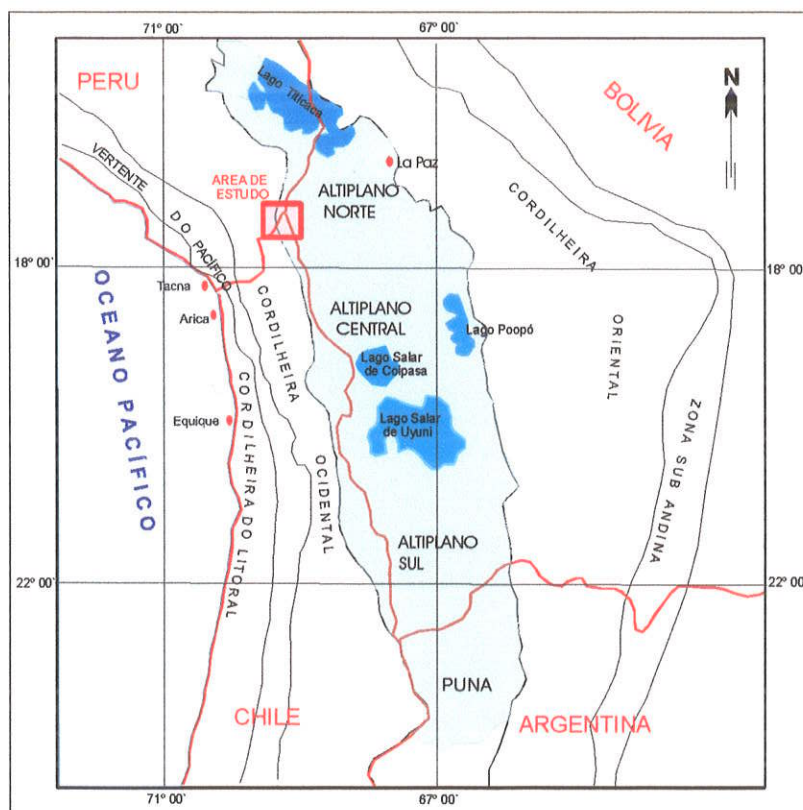 71° 00'
67° 00'
PERU
Lago Titicaca
BOLIVIA
N
La Paz
VERTENTE
DO PACÍFICO
AREA DE
ESTUDO
ALTIPLANO
NORTE
CORDILHEIRA
ORIENTAL
18° 00'
18° 00'
Tacna
Arica
OCEANO PACÍFICO
CORDILHEIRA
OCIDENTAL
ALTIPLANO
CENTRAL
Lago Poopó
Lago Salar
de Coipasa
Lago Salar
de Uyuni
Equique
CORDILHEIRA DO LITORAL
ZONA SUB ANDINA
ALTIPLANO
SUL
22° 00'
22° 00'
PUNA
CHILE
ARGENTINA
71° 00'
67° 00'